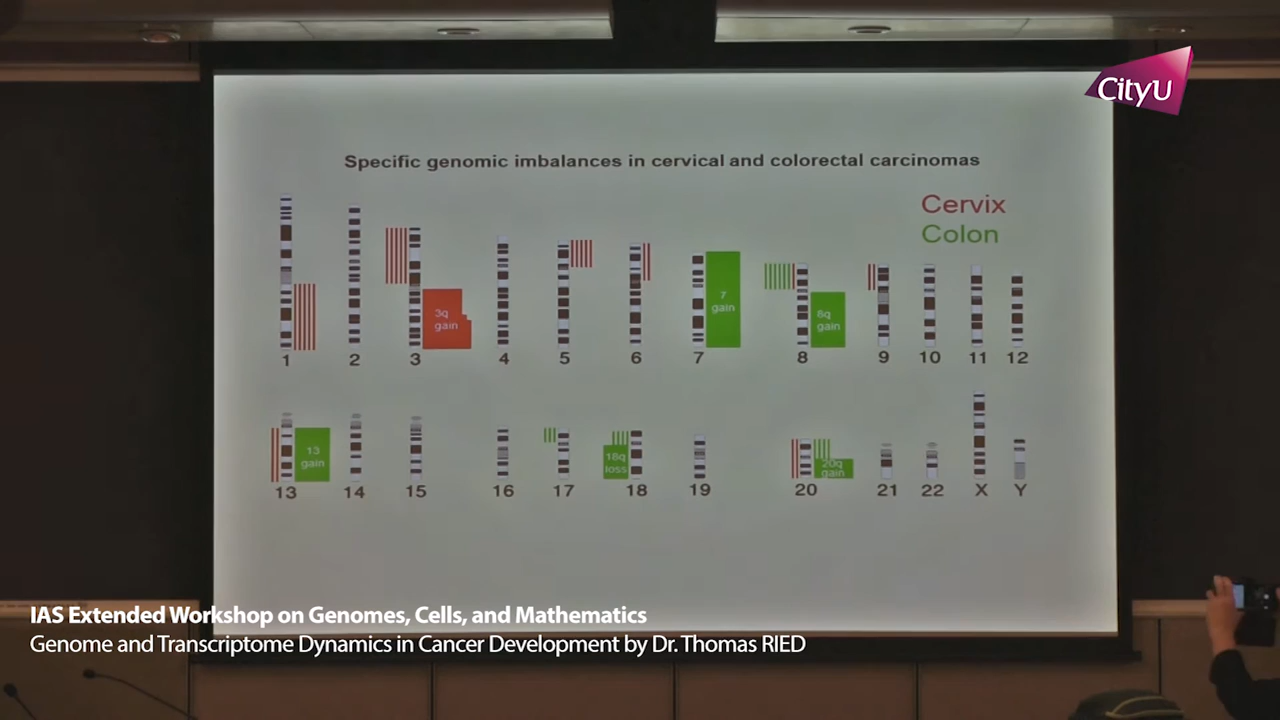 CityU
Specific genomic imbalances in cervical and colorectal carcinomas
Cervix
Colon
3q
gain
7
gain
8q
gain
1 2 3 4 5 6 7 8 9 10 11 12
13
gain
18q
loss
20q
gain
13 14 15 16 17 18 19 20 21 22 X Y
IAS Extended Workshop on Genomes, Cells, and Mathematics
Genome and Transcriptome Dynamics in Cancer Development by Dr. Thomas RIED